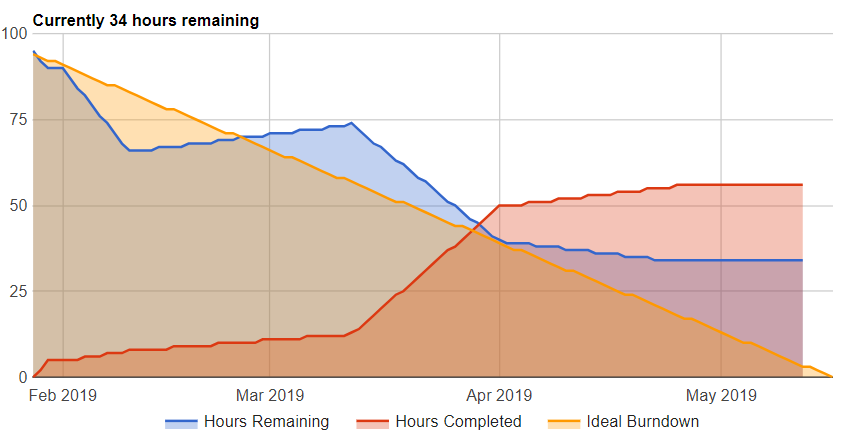 Currently 34 hours remaining
100
75
50
25
0
Feb 2019 Mar 2019 Apr 2019 May 2019
Hours Remaining Hours Completed Ideal Burndown